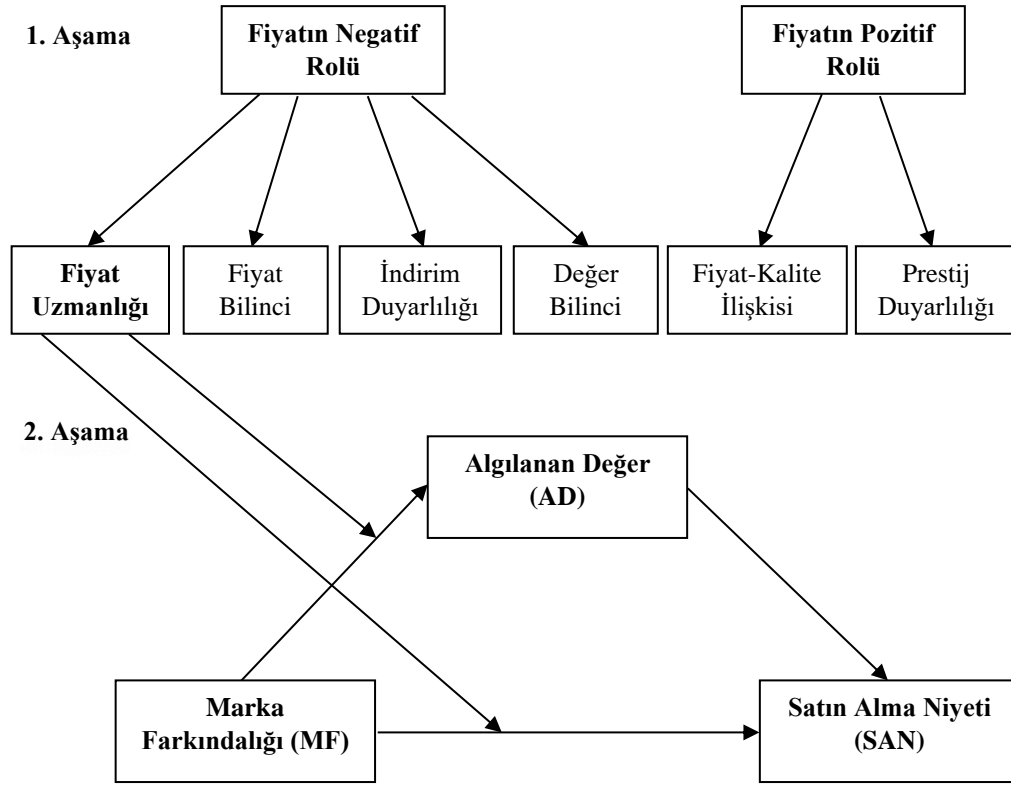 1. Aşama
Fiyatın Negatif
Rolü
Fiyatın Pozitif
Rolü
Fiyat
Uzmanlığı
Fiyat
Bilinci
İndirim
Duyarlılığı
Değer
Bilinci
Fiyat-Kalite
İlişkisi
Prestij
Duyarlılığı
2. Aşama
Algılanan Değer
(AD)
Marka
Farkındalığı (MF)
Satın Alma Niyeti
(SAN)